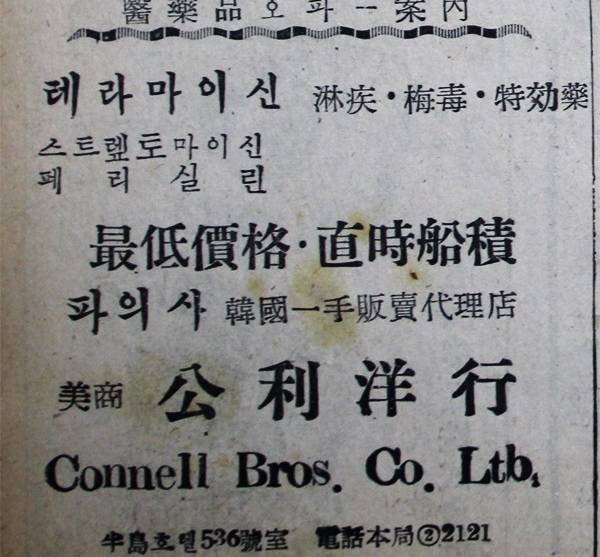 醫藥品오파ー案內
테라마이신 淋疾・梅毒・特効藥
스트렢토마이신
페리실린
最低價格・直時船積
파의사 韓國一手販賣代理店
美商 公利洋行
Connell Bros. Co. Ltb.
半島호텔536號室 電話本局②2121